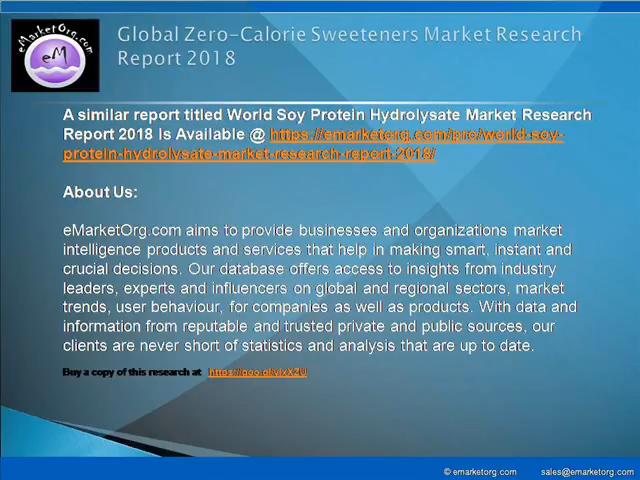 eMarketOrg.com
eM
Global Zero-Calorie Sweeteners Market Research
Report 2018
A similar report titled World Soy Protein Hydrolysate Market Research
Report 2018 Is Available @ https://emarketorg.com/pro/world-soy-
protein-hydrolysate-market-research-report-2018/
About Us:
eMarketOrg.com aims to provide businesses and organizations market
intelligence products and services that help in making smart, instant and
crucial decisions. Our database offers access to insights from industry
leaders, experts and influencers on global and regional sectors, market
trends, user behaviour, for companies as well as products. With data and
information from reputable and trusted private and public sources, our
clients are never short of statistics and analysis that are up to date.
Buy a copy of this research at
© emarketorg.com sales@emarketorg.com